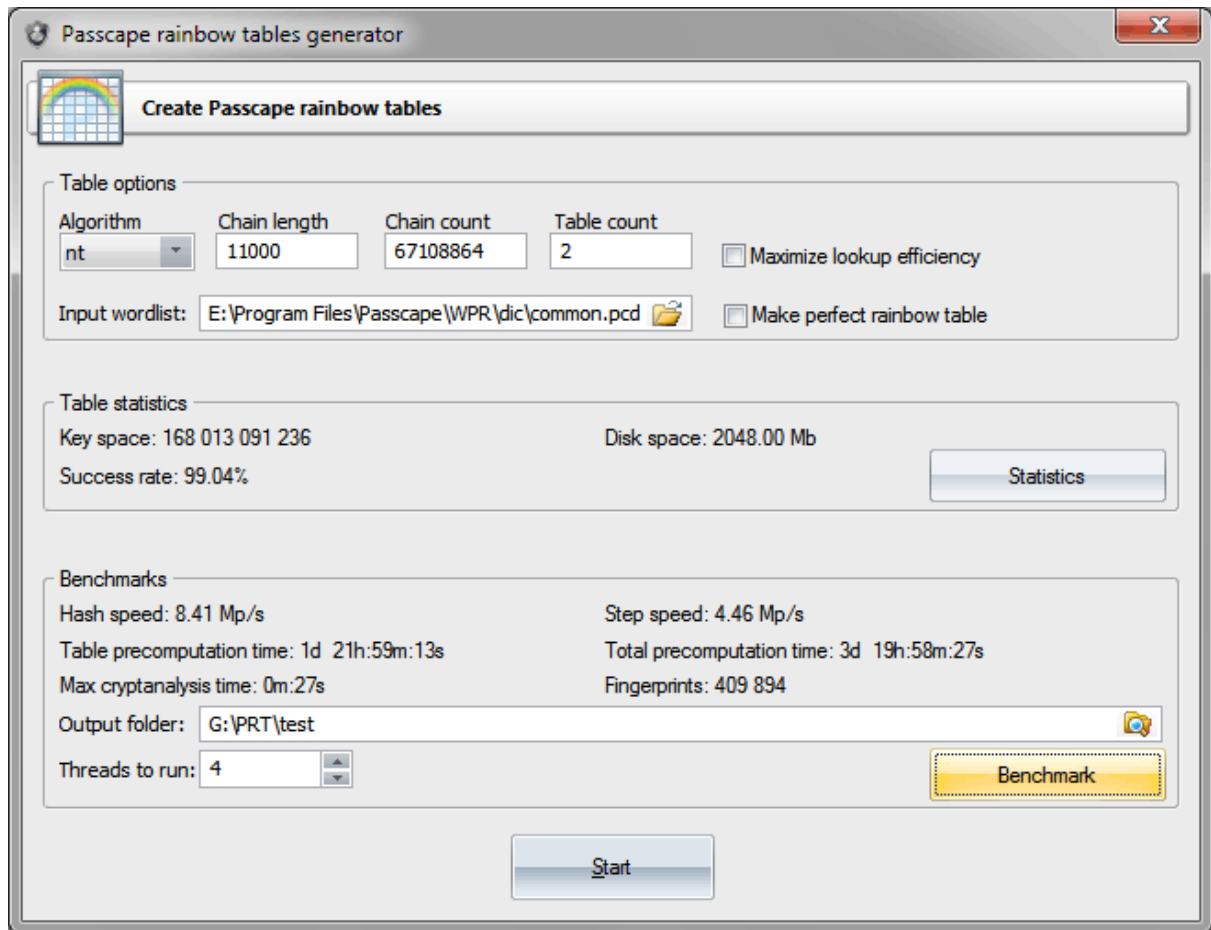 Passcape rainbow tables generator
Create Passcape rainbow tables
Table options
Algorithm Chain length Chain count Table count
nt 11000 67108864 2 Maximize lookup efficiency
Input wordlist: E:\Program Files\Passcape\WPR\dic\common.pcd Make perfect rainbow table
Table statistics
Key space: 168 013 091 236 Disk space: 2048.00 Mb
Success rate: 99.04% Statistics
Benchmarks
Hash speed: 8.41 Mp/s Step speed: 4.46 Mp/s
Table precomputation time: 1d 21h:59m:13s Total precomputation time: 3d 19h:58m:27s
Max cryptanalysis time: 0m:27s Fingerprints: 409 894
Output folder: G:\PRT\test
Threads to run: 4 Benchmark
Start